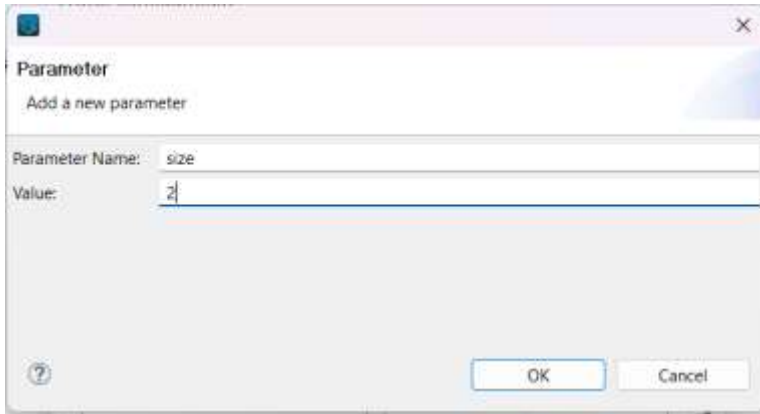 Parameter
Add a new parameter
Parameter Name: size
Value: 2
OK Cancel